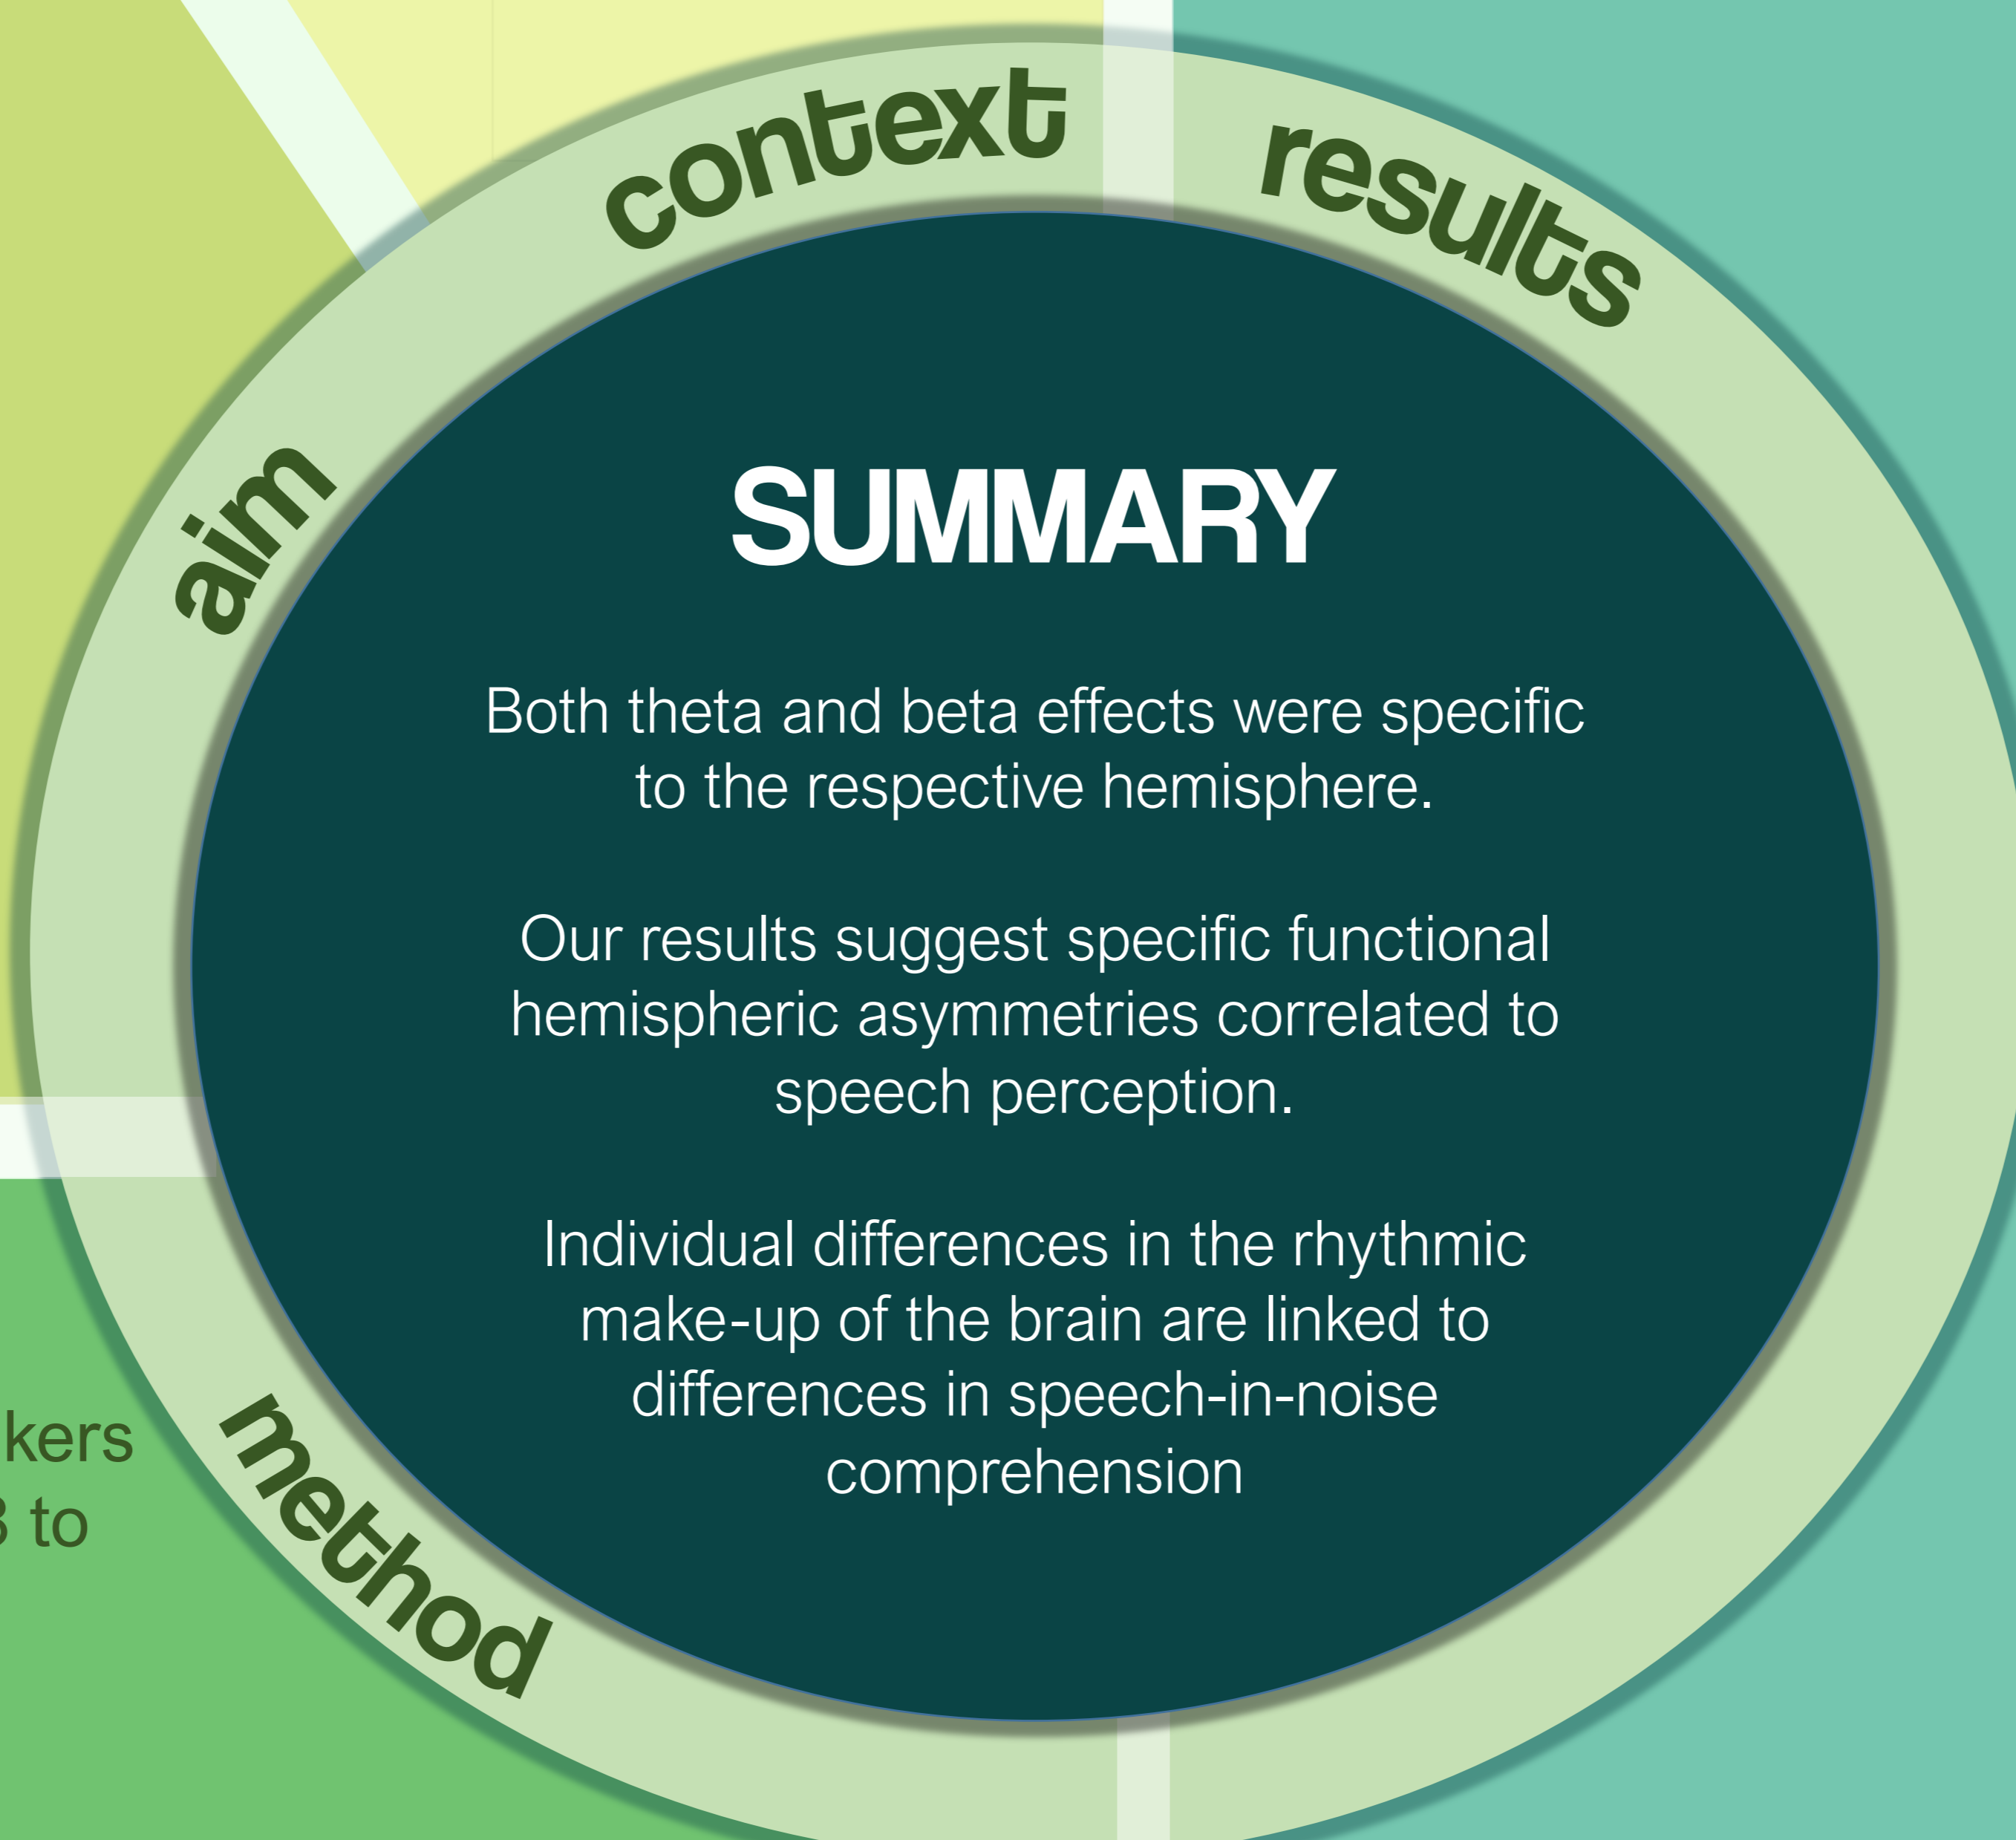 context
results
aim
SUMMARY
Both theta and beta effects were specific
to the respective hemisphere.
Our results suggest specific functional
hemispheric asymmetries correlated to
speech perception.
Individual differences in the rhythmic
make-up of the brain are linked to
differences in speech-in-noise
comprehension
method
kers
to